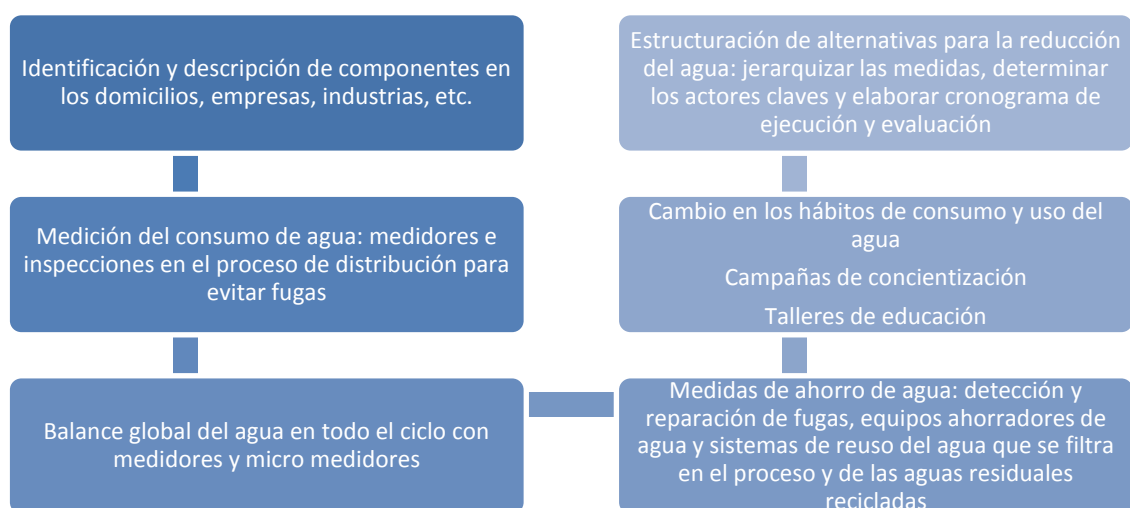 Identificación y descripción de componentes en
los domicilios, empresas, industrias, etc.
Medición del consumo de agua: medidores e
inspecciones en el proceso de distribución para
evitar fugas
Balance global del agua en todo el ciclo con
medidores y micro medidores
Medidas de ahorro de agua: detección y
reparación de fugas, equipos ahorradores de
agua y sistemas de reuso del agua que se filtra
en el proceso y de las aguas residuales
recicladas
Cambio en los hábitos de consumo y uso del
agua
Campañas de concientización
Talleres de educación
Estructuración de alternativas para la reducción
del agua: jerarquizar las medidas, determinar
los actores claves y elaborar cronograma de
ejecución y evaluación